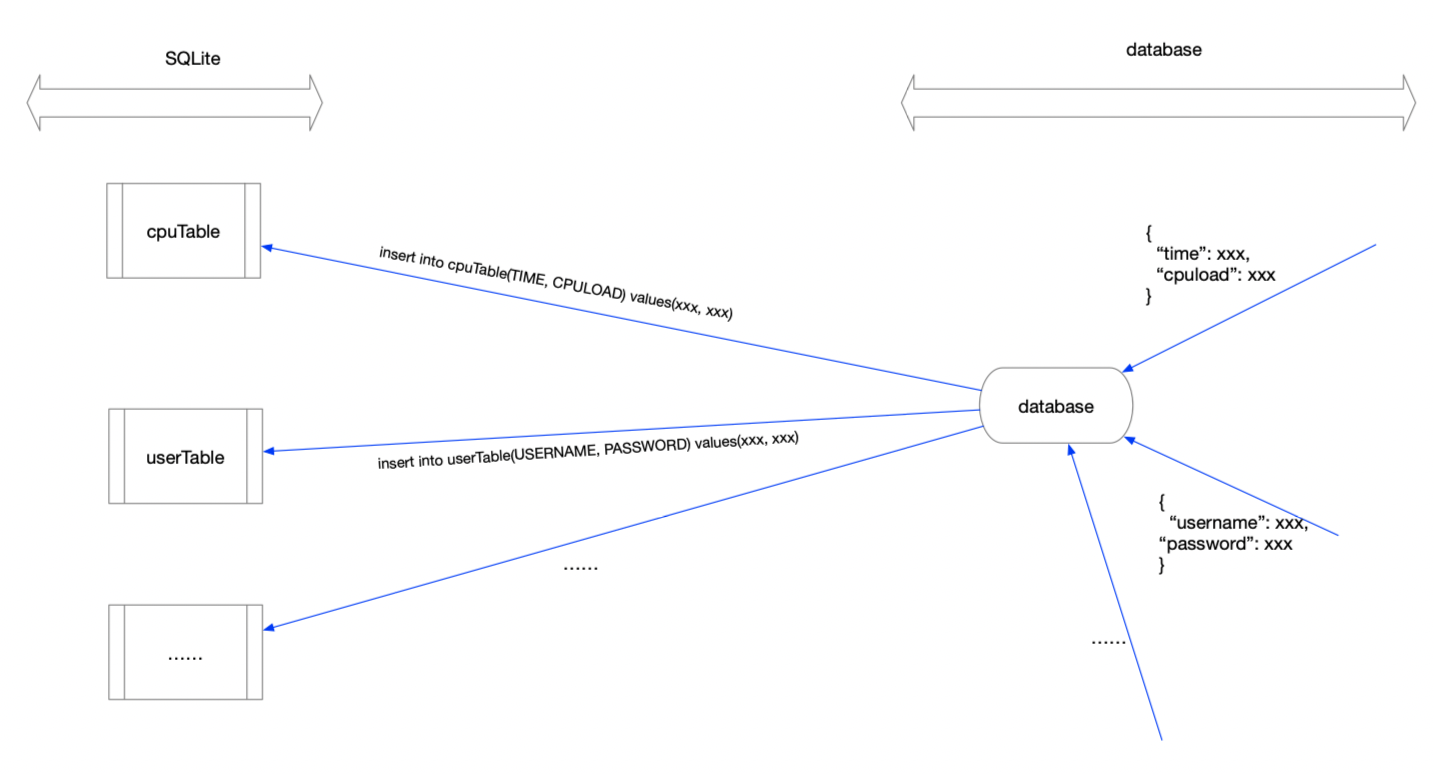 SQLite
database
cpuTable
insert into cpuTable(TIME, CPULOAD) values(xxx, xxx)
{
“time”: xxx,
“cpuload”: xxx
}
database
userTable
insert into userTable(USERNAME, PASSWORD) values(xxx, xxx)
{
“username”: xxx,
“password”: xxx
}
......
......
......